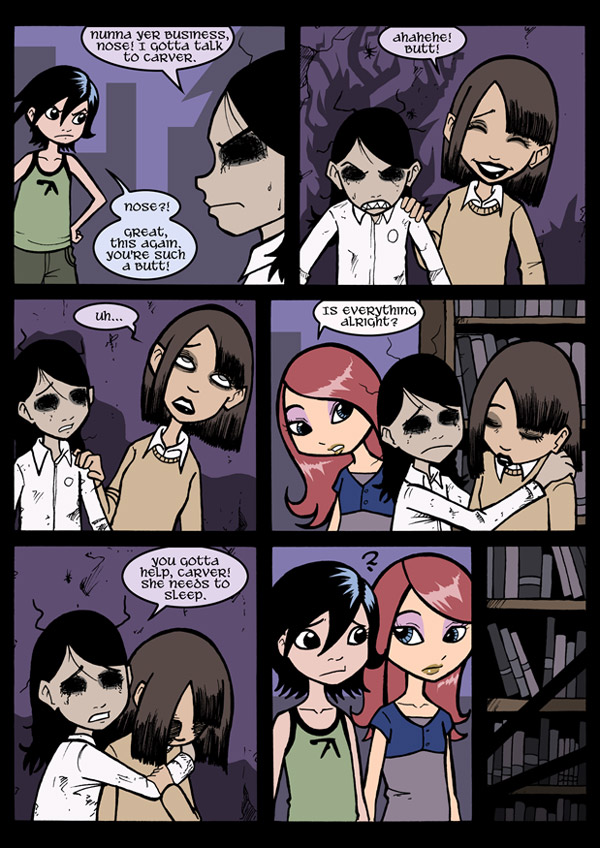 NUNNA YER BUSINESS,
NOSE! I GOTTA TALK
TO CARVER.
NOSE?!
GREAT,
THIS AGAIN.
YOU'RE SUCH
A BUTT!
AHAHEHE!
BUTT!
UH...
IS EVERYTHING
ALRIGHT?
YOU GOTTA
HELP, CARVER!
SHE NEEDS TO
SLEEP.
?